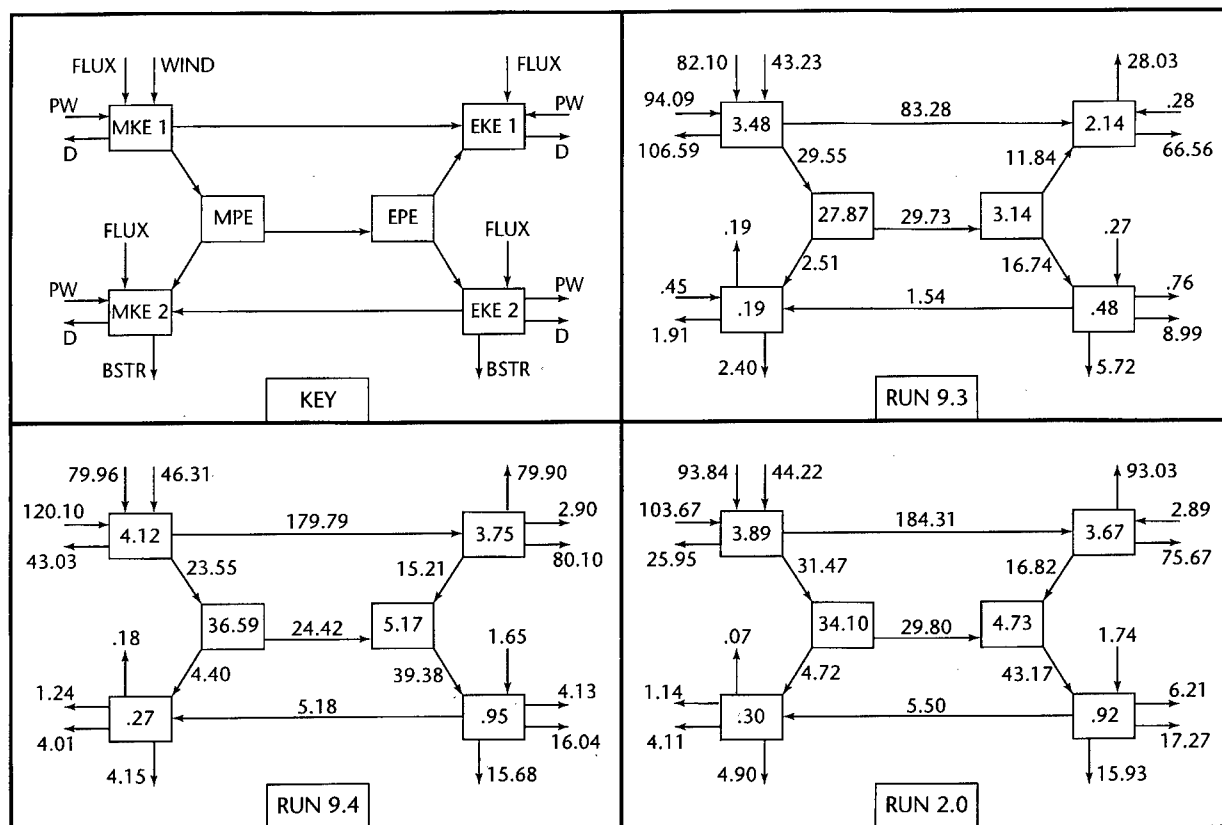 FLUX WIND FLUX
PW MKE 1 EKE 1 PW
D D
MPE EPE
FLUX FLUX
PW MKE 2 EKE 2 PW
D D
BSTR BSTR
KEY
82.10 43.23 28.03
94.09 3.48 83.28 2.14 .28
106.59 29.55 11.84 66.56
27.87 29.73 3.14
.19 2.51 16.74 .27
.45 .19 1.54 .48 .76
1.91 8.99
2.40 5.72
RUN 9.3
79.96 46.31 79.90
120.10 4.12 179.79 3.75 2.90
43.03 23.55 15.21 80.10
36.59 24.42 5.17
.18 4.40 39.38 1.65
1.24 .27 5.18 .95 4.13
4.01 16.04
4.15 15.68
RUN 9.4
93.84 44.22 93.03
103.67 3.89 184.31 3.67 2.89
25.95 31.47 16.82 75.67
34.10 29.80 4.73
.07 4.72 43.17 1.74
1.14 .30 5.50 .92 6.21
4.11 17.27
4.90 15.93
RUN 2.0